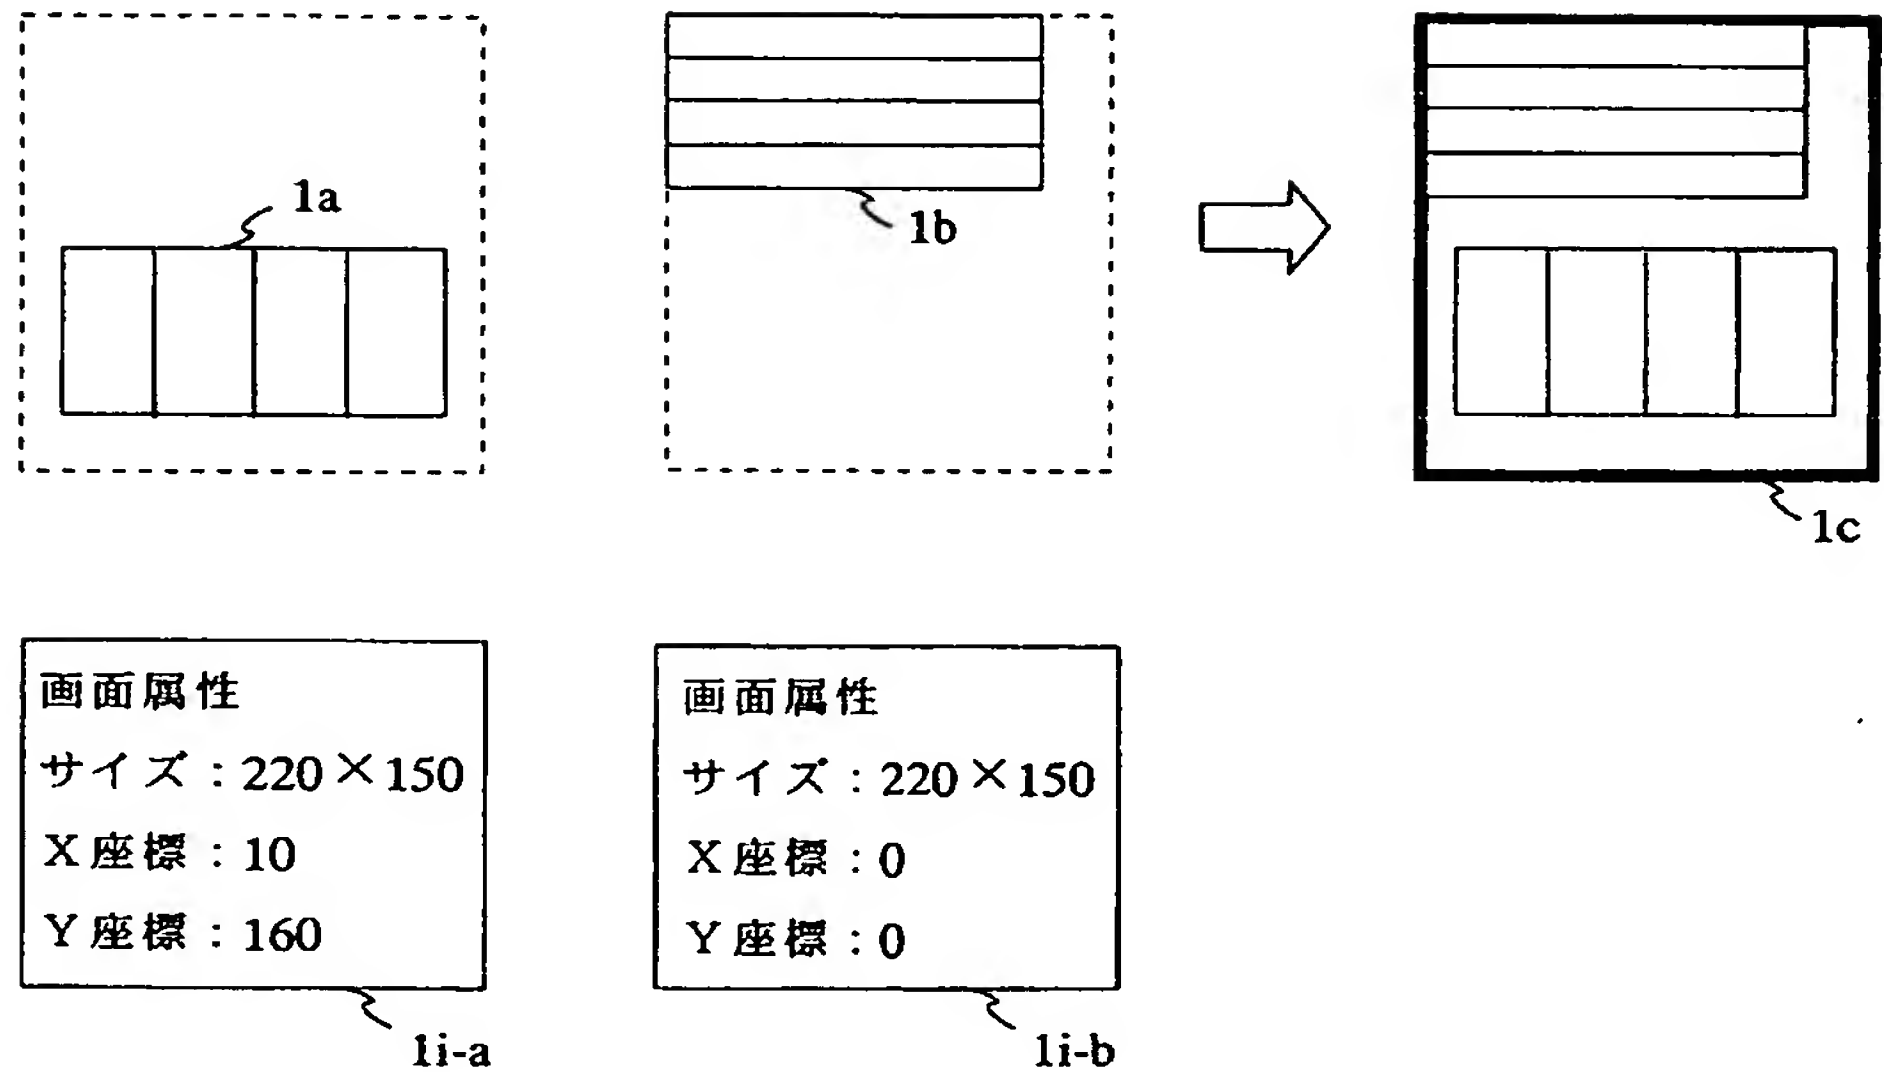 1a
1b
1c
画面属性
サイズ：220×150
X座標：10
Y座標：160
1i-a
画面属性
サイズ：220×150
X座標：0
Y座標：0
1i-b